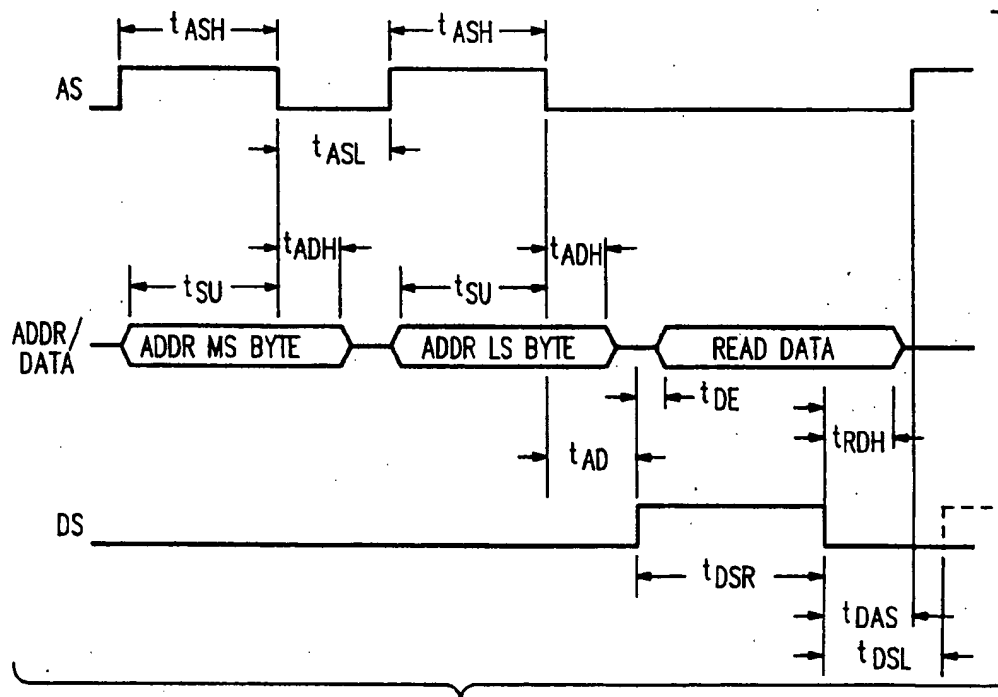 tASH tASH
AS
tASL
tADH tADH
tSU tSU
ADDR/
DATA
ADDR MS BYTE ADDR LS BYTE READ DATA
tDE
tRDH
tAD
DS
tDSR
tDAS
tDSL